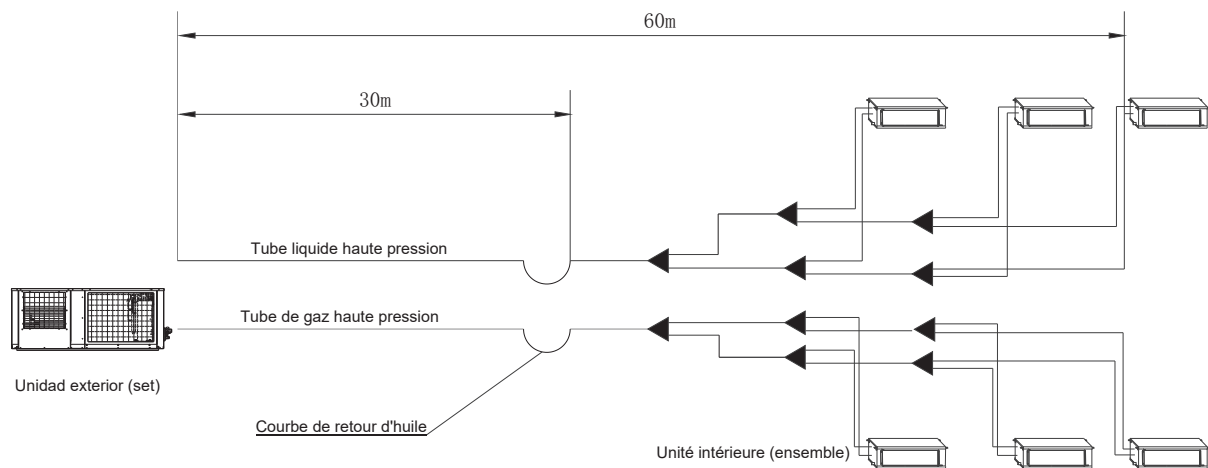 60m
30m
Tube liquide haute pression
Tube de gaz haute pression
Unidad exterior (set)
Courbe de retour d'huile
Unité intérieure (ensemble)